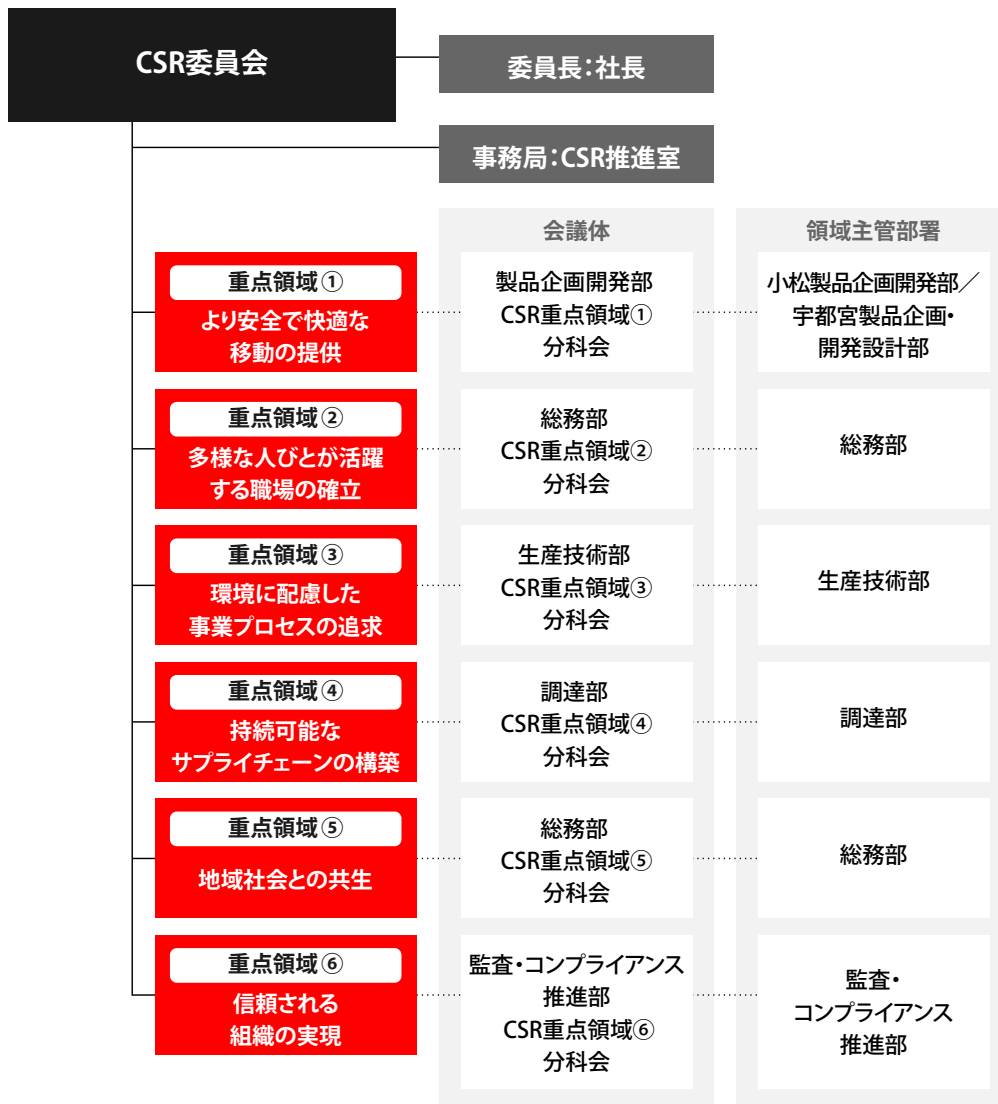 CSR委員会
委員長：社長
事務局：CSR推進室
会議体
領域主管部署
重点領域①
より安全で快適な
移動の提供
製品企画開発部
CSR重点領域①
分科会
小松製品企画開発部／
宇都宮製品企画・
開発設計部
重点領域②
多様な人びとが活躍
する職場の確立
総務部
CSR重点領域②
分科会
総務部
重点領域③
環境に配慮した
事業プロセスの追求
生産技術部
CSR重点領域③
分科会
生産技術部
重点領域④
持続可能な
サプライチェーンの構築
調達部
CSR重点領域④
分科会
調達部
重点領域⑤
地域社会との共生
総務部
CSR重点領域⑤
分科会
総務部
重点領域⑥
信頼される
組織の実現
監査・コンプライアンス
推進部
CSR重点領域⑥
分科会
監査・
コンプライアンス
推進部